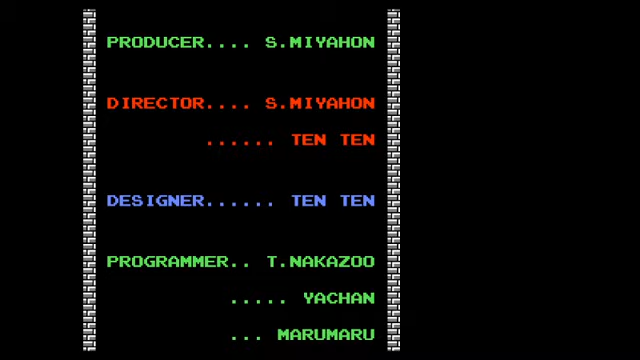 PRODUCER.... S.MIYAHON
DIRECTOR.... S.MIYAHON
...... TEN TEN
DESIGNER...... TEN TEN
PROGRAMMER.. T.NAKAZOO
..... YACHAN
... MARUMARU